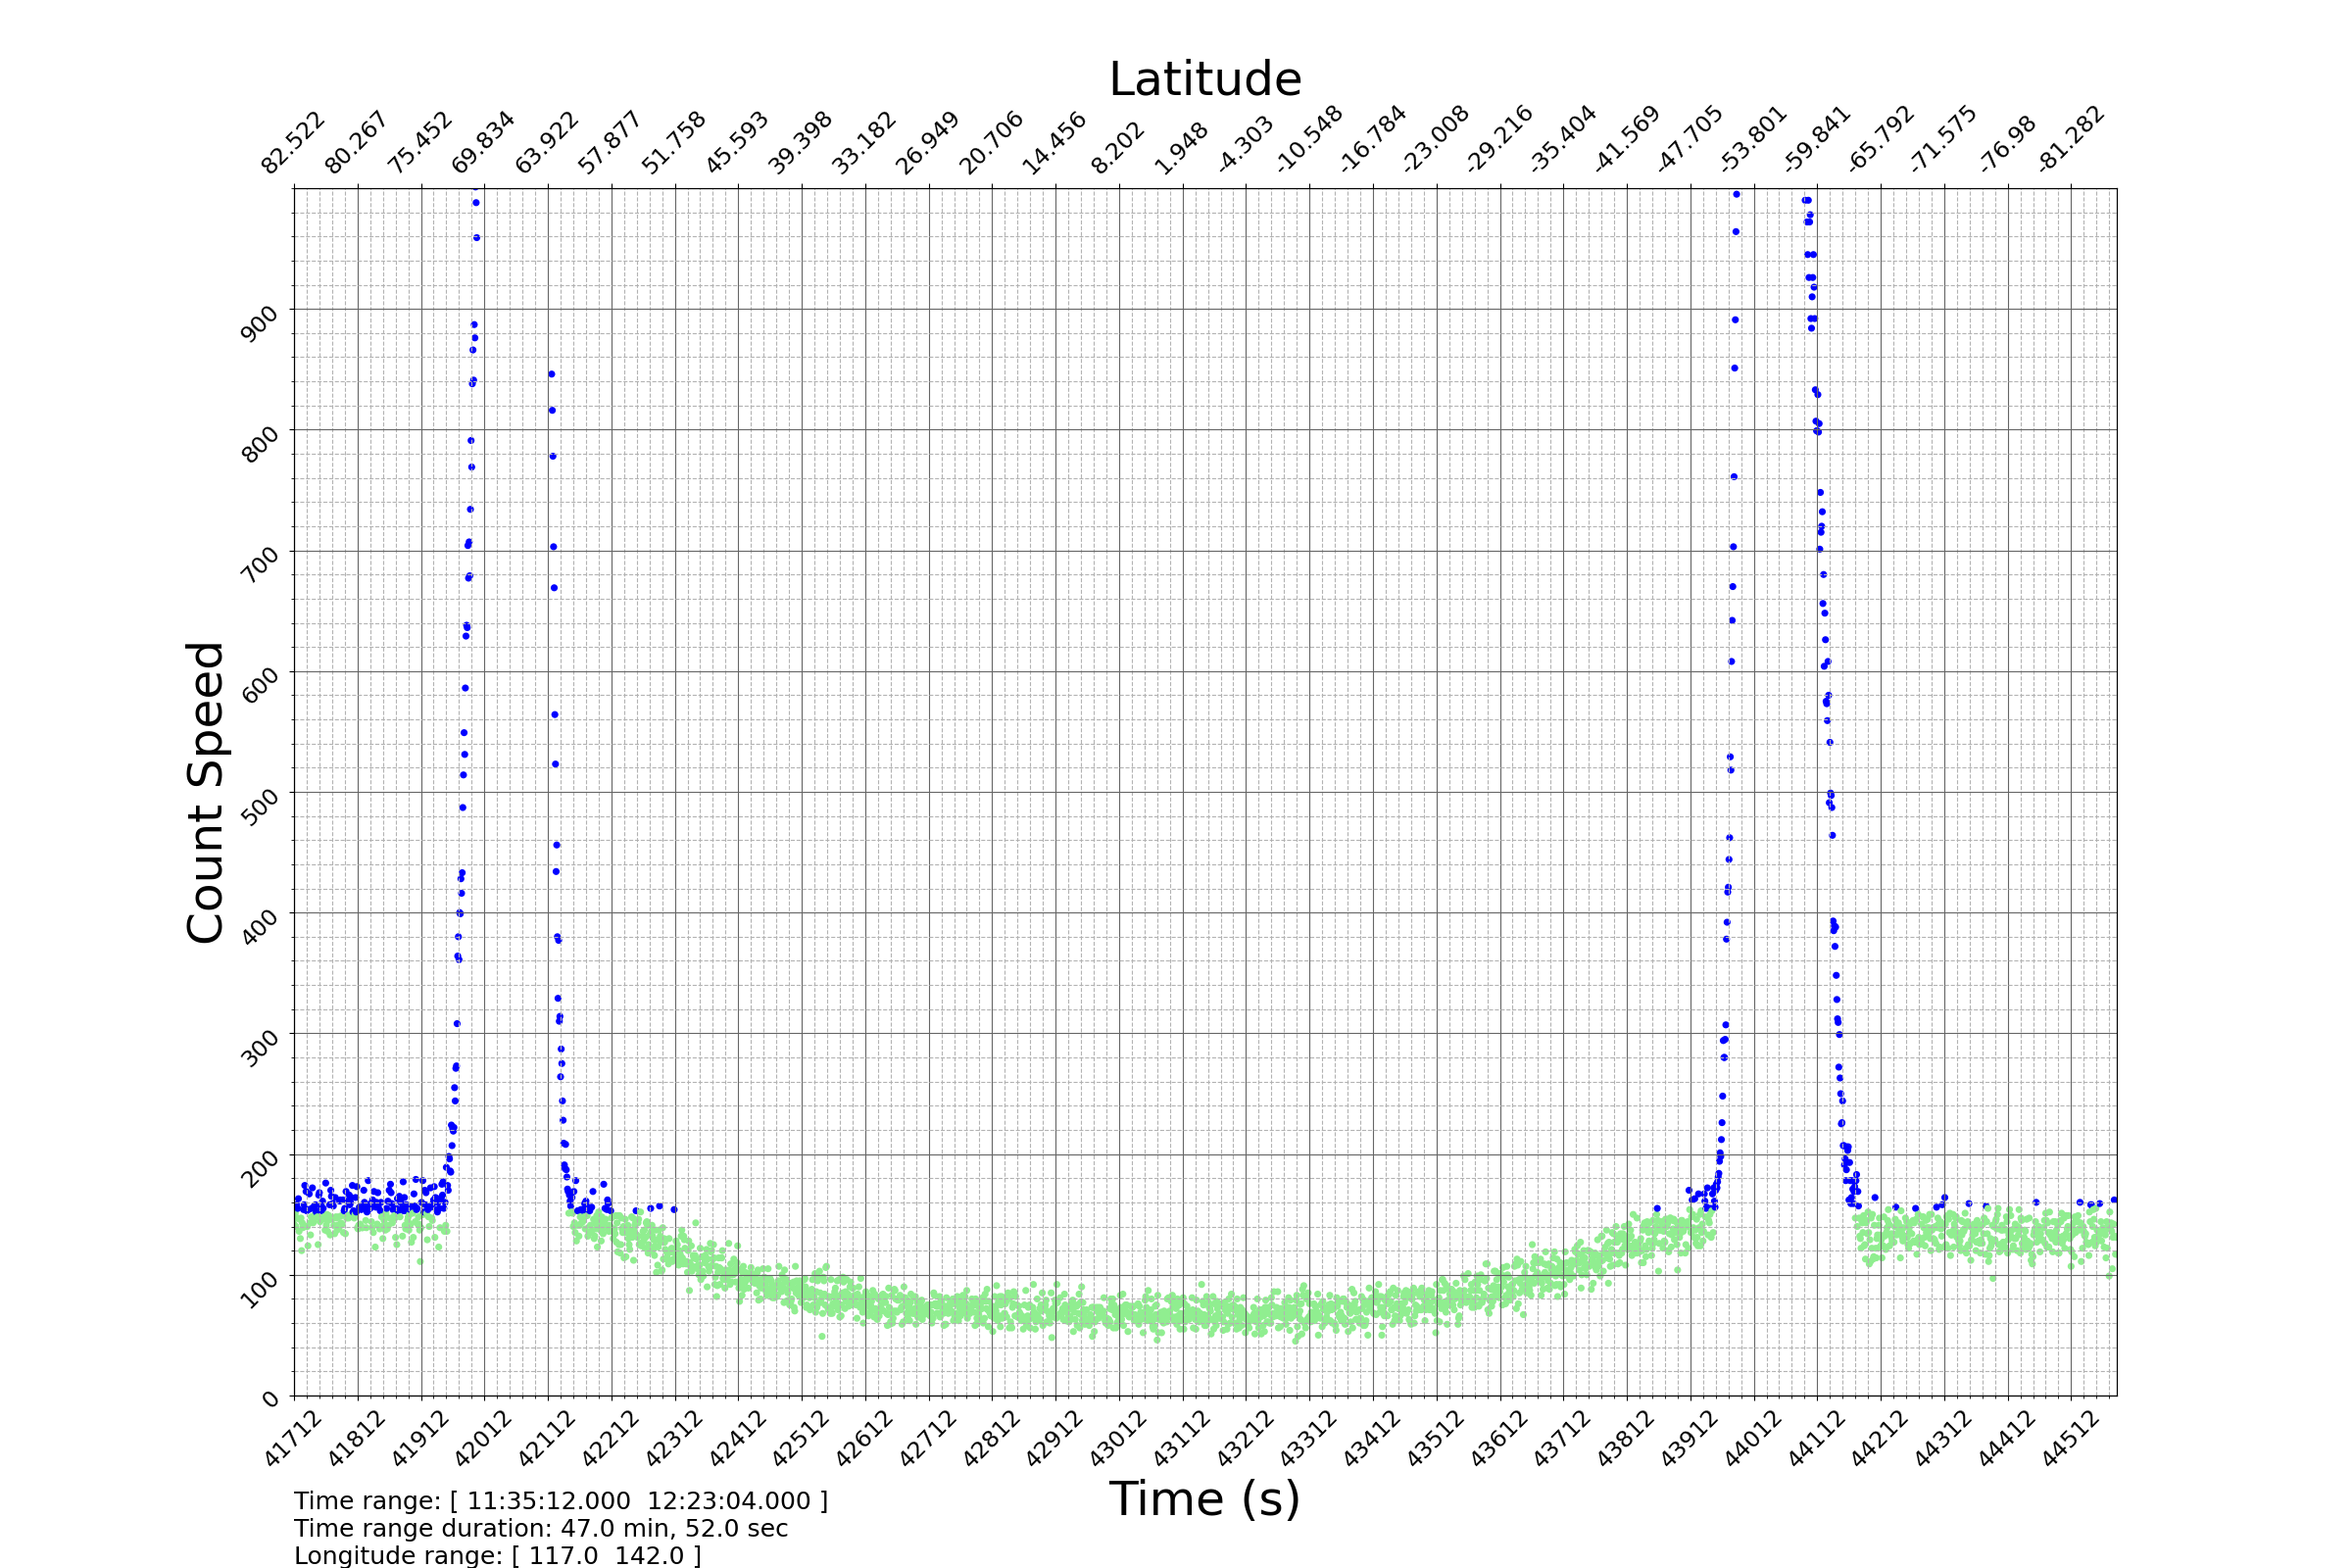 Latitude
82.522 80.267 75.452 69.834 63.922 57.877 51.758 45.593 39.398 33.182 26.949 20.706 14.456 8.202 1.948 -4.303 -10.548 -16.784 -23.008 -29.216 -35.404 -41.569 -47.705 -53.801 -59.841 -65.792 -71.575 -76.98 -81.282
900
800
700
600
500
400
300
200
100
0
Count Speed
41712 41812 41912 42012 42112 42212 42312 42412 42512 42612 42712 42812 42912 43012 43112 43212 43312 43412 43512 43612 43712 43812 43912 44012 44112 44212 44312 44412 44512
Time (s)
Time range: [ 11:35:12.000  12:23:04.000 ]
Time range duration: 47.0 min, 52.0 sec
Longitude range: [ 117.0  142.0 ]